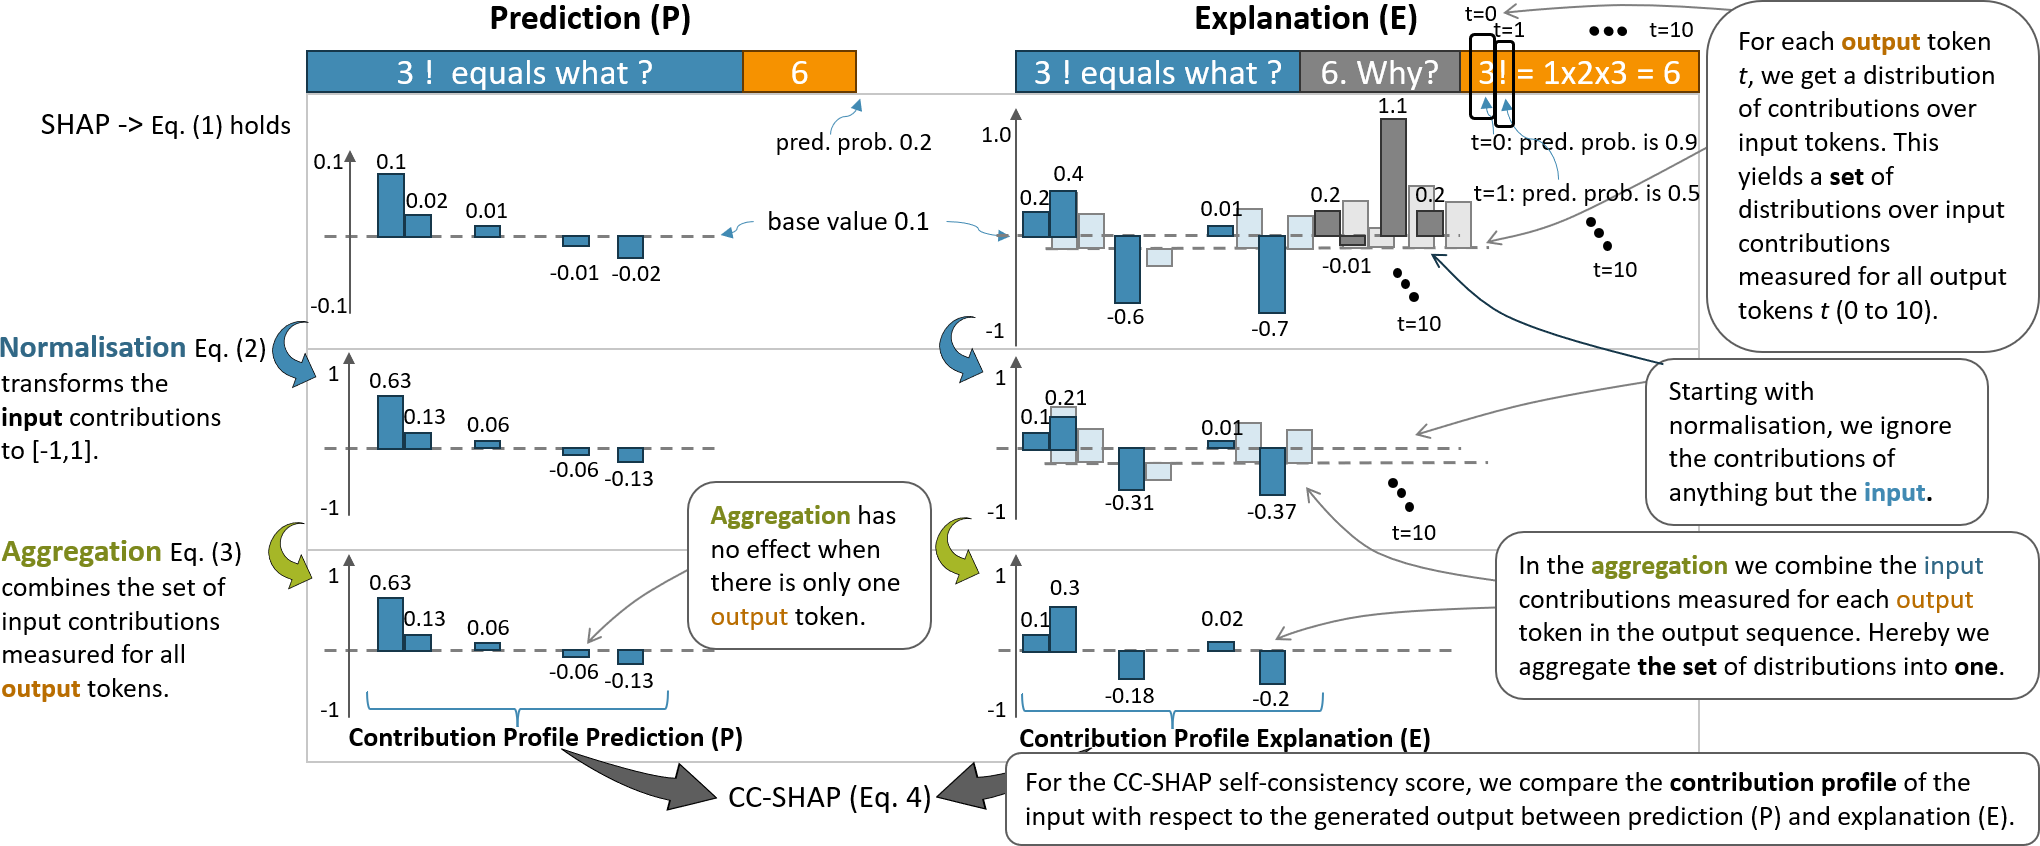 Prediction (P)
Explanation (E)
t=0
t=1
t=10
3 ! equals what ?
6
3 ! equals what ?
6. Why?
3! = 1x2x3 = 6
For each output token
t, we get a distribution
of contributions over
input tokens. This
yields a set of
distributions over input
contributions
measured for all output
tokens t (0 to 10).
SHAP -> Eq. (1) holds
pred. prob. 0.2
t=0: pred. prob. is 0.9
t=1: pred. prob. is 0.5
t=10
0.1
0.1
0.02
0.01
-0.01
-0.02
-0.1
base value 0.1
1.0
0.2
0.4
-0.6
0.01
-0.7
0.2
-0.01
1.1
0.2
-1
t=10
Normalisation Eq. (2)
transforms the
input contributions
to [-1,1].
1
0.63
0.13
0.06
-0.06
-0.13
-1
1
0.1
0.21
-0.31
0.01
-0.37
-1
t=10
Starting with
normalisation, we ignore
the contributions of
anything but the input.
Aggregation Eq. (3)
combines the set of
input contributions
measured for all
output tokens.
1
0.63
0.13
0.06
-0.06
-0.13
-1
Aggregation has
no effect when
there is only one
output token.
1
0.1
0.3
-0.18
0.02
-0.2
-1
In the aggregation we combine the input
contributions measured for each output
token in the output sequence. Hereby we
aggregate the set of distributions into one.
Contribution Profile Prediction (P)
Contribution Profile Explanation (E)
CC-SHAP (Eq. 4)
For the CC-SHAP self-consistency score, we compare the contribution profile of the
input with respect to the generated output between prediction (P) and explanation (E).